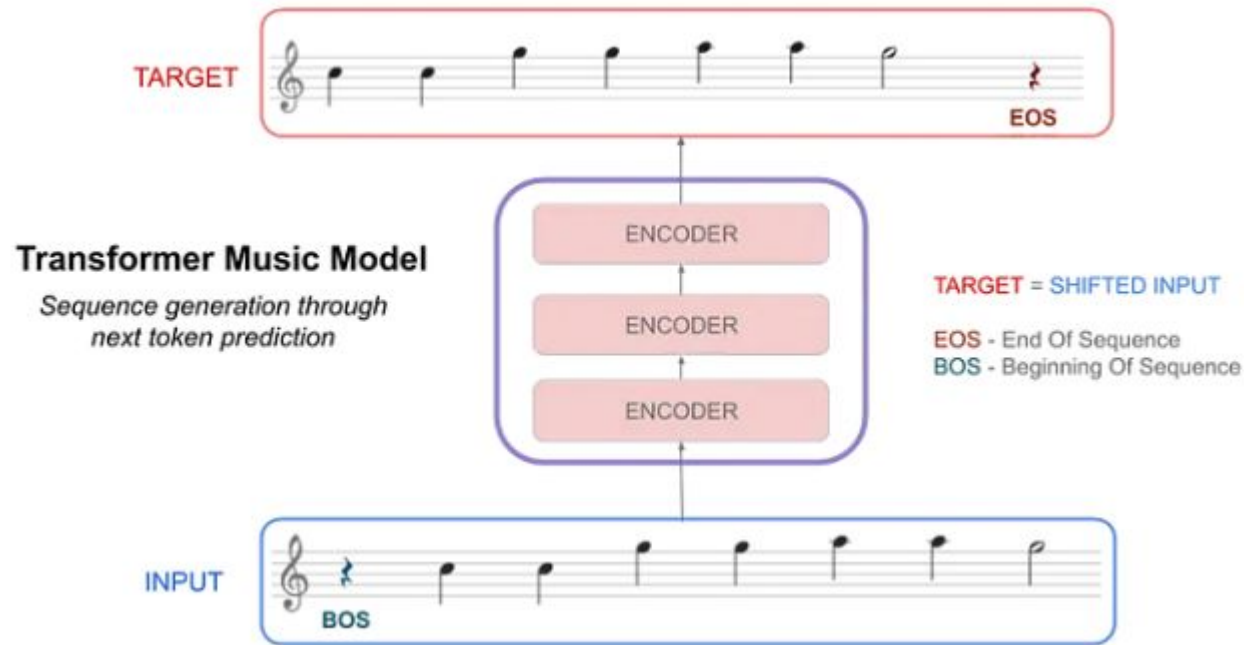 TARGET
EOS
Transformer Music Model
Sequence generation through
next token prediction
ENCODER
ENCODER
ENCODER
TARGET = SHIFTED INPUT
EOS - End Of Sequence
BOS - Beginning Of Sequence
INPUT
BOS